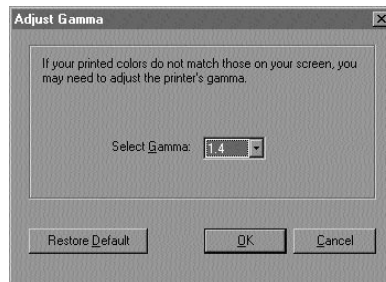 Adjust Gamma
If your printed colors do not match those on your screen, you
may need to adjust the printer's gamma.
Select Gamma: 1.4
Restore Default OK Cancel